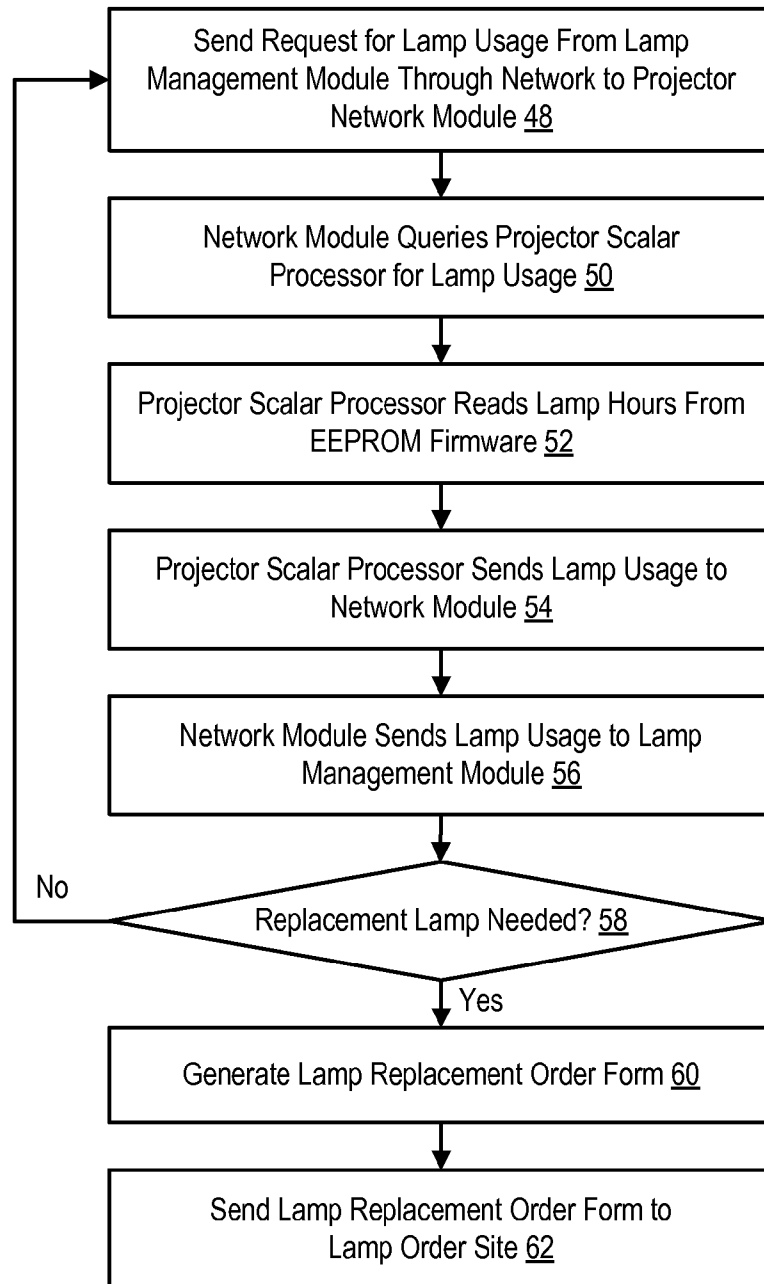 Send Request for Lamp Usage From Lamp
Management Module Through Network to Projector
Network Module 48
Network Module Queries Projector Scalar
Processor for Lamp Usage 50
Projector Scalar Processor Reads Lamp Hours From
EEPROM Firmware 52
Projector Scalar Processor Sends Lamp Usage to
Network Module 54
Network Module Sends Lamp Usage to Lamp
Management Module 56
No
Replacement Lamp Needed? 58
Yes
Generate Lamp Replacement Order Form 60
Send Lamp Replacement Order Form to
Lamp Order Site 62